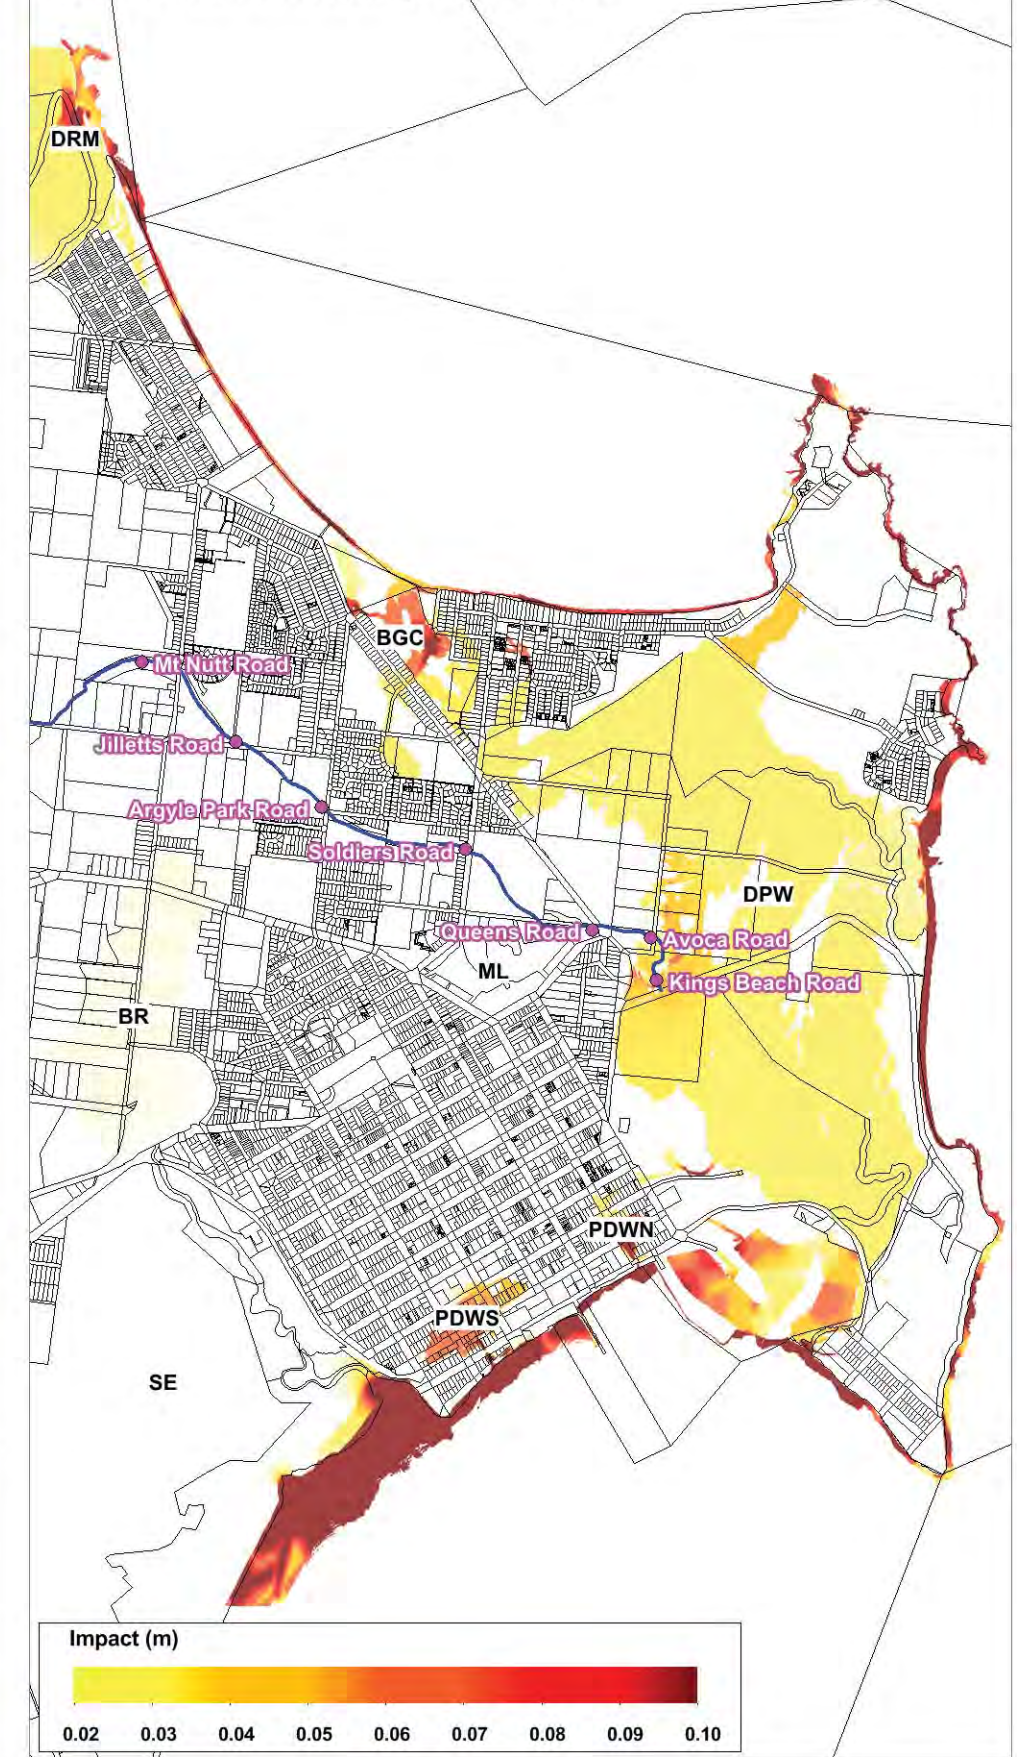 DRM
BGC
Mt Nutt Road
Jilletts Road
Argyle Park Road
Soldiers Road
DPW
Queens Road
Avoca Road
ML
Kings Beach Road
BR
PDWN
PDWS
SE
Impact (m)
0.02 0.03 0.04 0.05 0.06 0.07 0.08 0.09 0.10